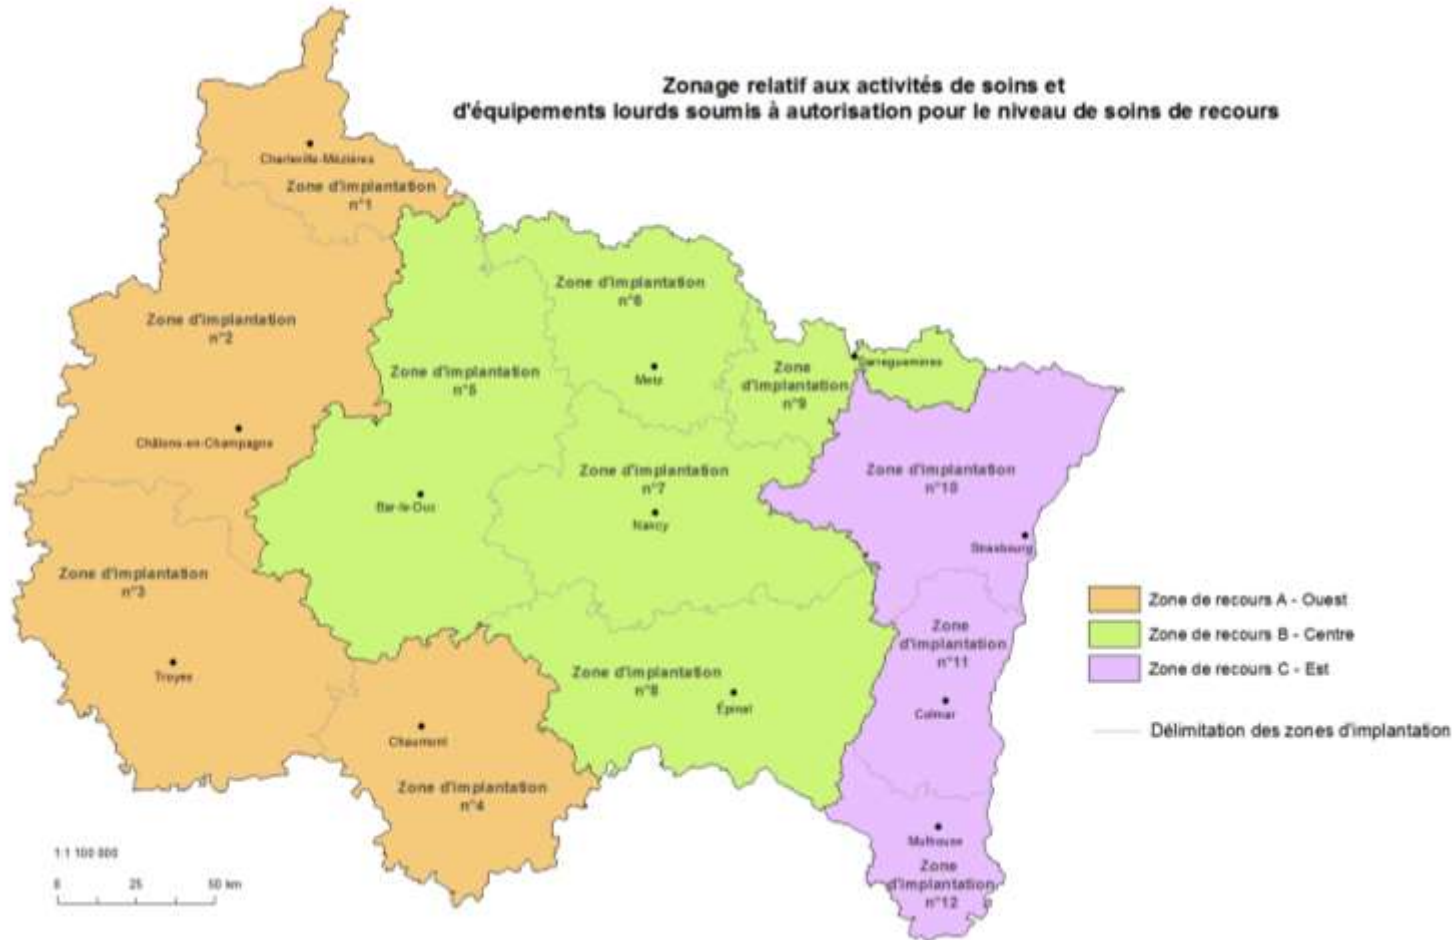 Zonage relatif aux activités de soins et
d'équipements lourds soumis à autorisation pour le niveau de soins de recours
Charleville-Mézières
Zone d'implantation
n°1
Zone d'implantation
n°2
Châlons-en-Champagne
Zone d'implantation
n°3
Troyes
Chaumont
Zone d'implantation
n°4
Zone d'implantation
n°5
Bar-le-Duc
Zone d'implantation
n°6
Metz
Zone d'implantation
n°7
Nancy
Zone d'implantation
n°8
Épinal
Zone
d'implantation
n°9
Sarreguemines
Zone d'implantation
n°10
Strasbourg
Zone
d'implantation
n°11
Colmar
Mulhouse
Zone
d'implantation
n°12
Zone de recours A - Ouest
Zone de recours B - Centre
Zone de recours C - Est
Délimitation des zones d'implantation
1:1 100 000
0 25 50 km